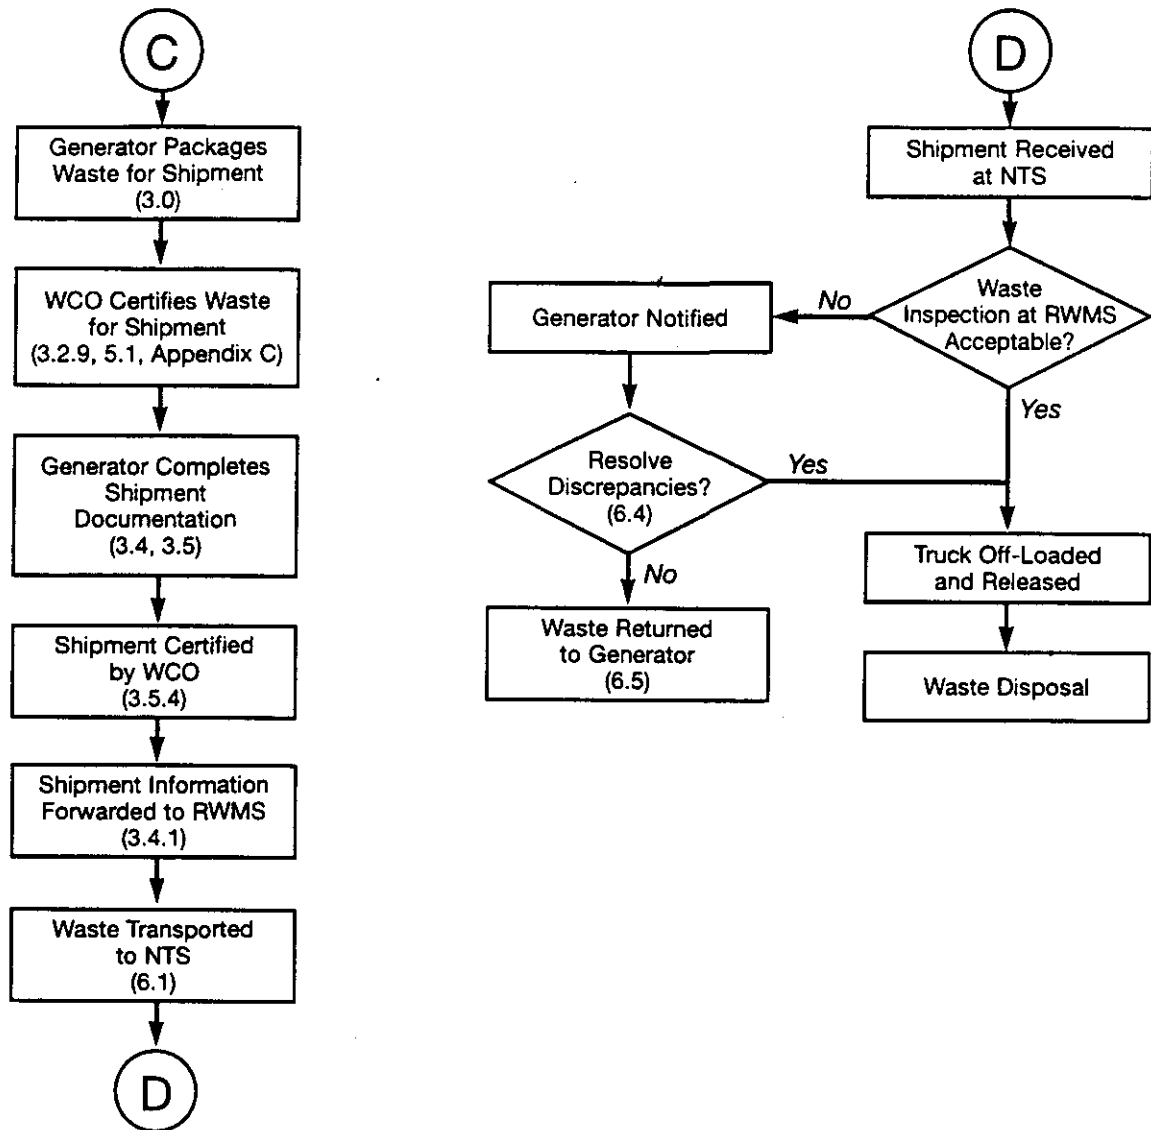 C
Generator Packages
Waste for Shipment
(3.0)
WCO Certifies Waste
for Shipment
(3.2.9, 5.1, Appendix C)
Generator Completes
Shipment
Documentation
(3.4, 3.5)
Shipment Certified
by WCO
(3.5.4)
Shipment Information
Forwarded to RWMS
(3.4.1)
Waste Transported
to NTS
(6.1)
D
D
Shipment Received
at NTS
Waste
Inspection at RWMS
Acceptable?
No
Generator Notified
Yes
Resolve
Discrepancies?
(6.4)
Yes
No
Waste Returned
to Generator
(6.5)
Truck Off-Loaded
and Released
Waste Disposal